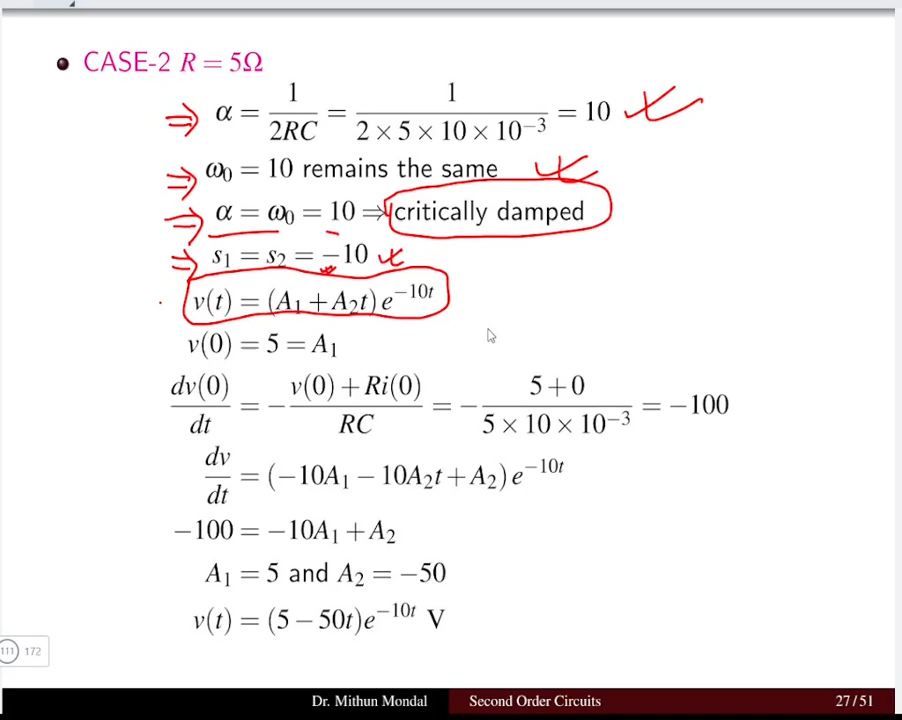 CASE-2 R = 5Ω
⇒ α = 1/(2RC) = 1/(2 × 5 × 10 × 10⁻³) = 10
⇒ ω₀ = 10 remains the same
⇒ α = ω₀ = 10 ⇒ critically damped
⇒ s₁ = s₂ = −10
v(t) = (A₁ + A₂t) e⁻¹⁰ᵗ
v(0) = 5 = A₁
dv(0)/dt = −(v(0) + Ri(0))/(RC) = −(5 + 0)/(5 × 10 × 10⁻³) = −100
dv/dt = (−10A₁ − 10A₂t + A₂) e⁻¹⁰ᵗ
−100 = −10A₁ + A₂
A₁ = 5 and A₂ = −50
v(t) = (5 − 50t)e⁻¹⁰ᵗ V
111 172
Dr. Mithun Mondal Second Order Circuits 27/51